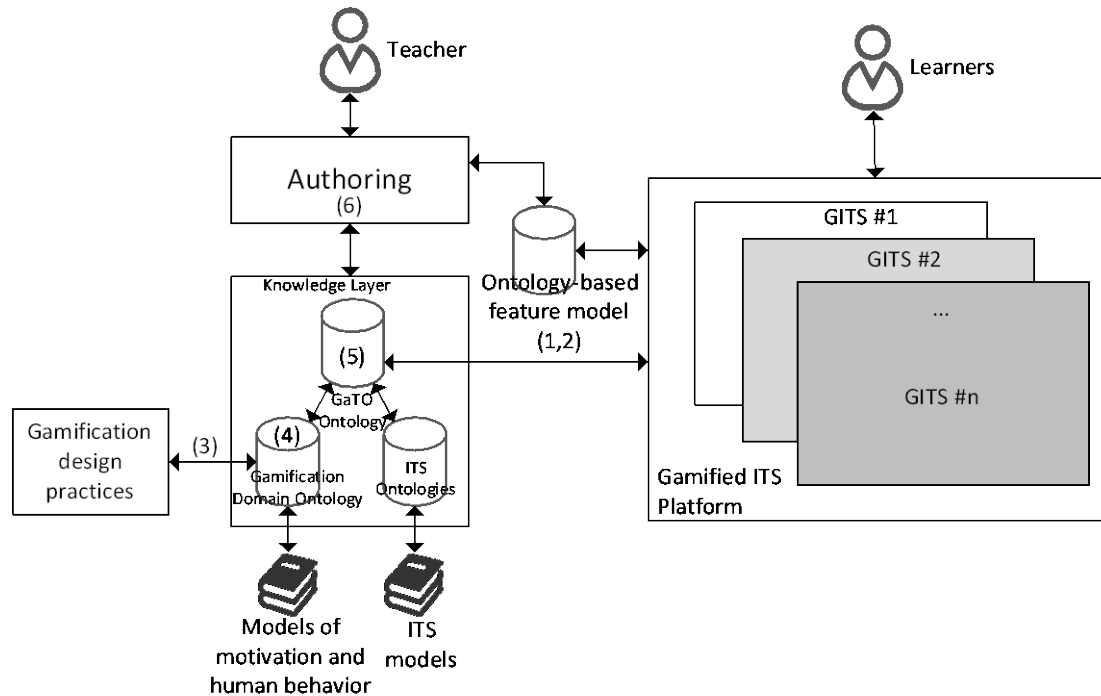 Teacher
Learners
Authoring
(6)
GITS #1
GITS #2
...
GITS #n
Gamified ITS
Platform
Ontology-based
feature model
(1,2)
Knowledge Layer
(5)
GaTO
Ontology
(4)
Gamification
Domain Ontology
ITS
Ontologies
Gamification
design
practices
(3)
Models of
motivation and
human behavior
ITS
models